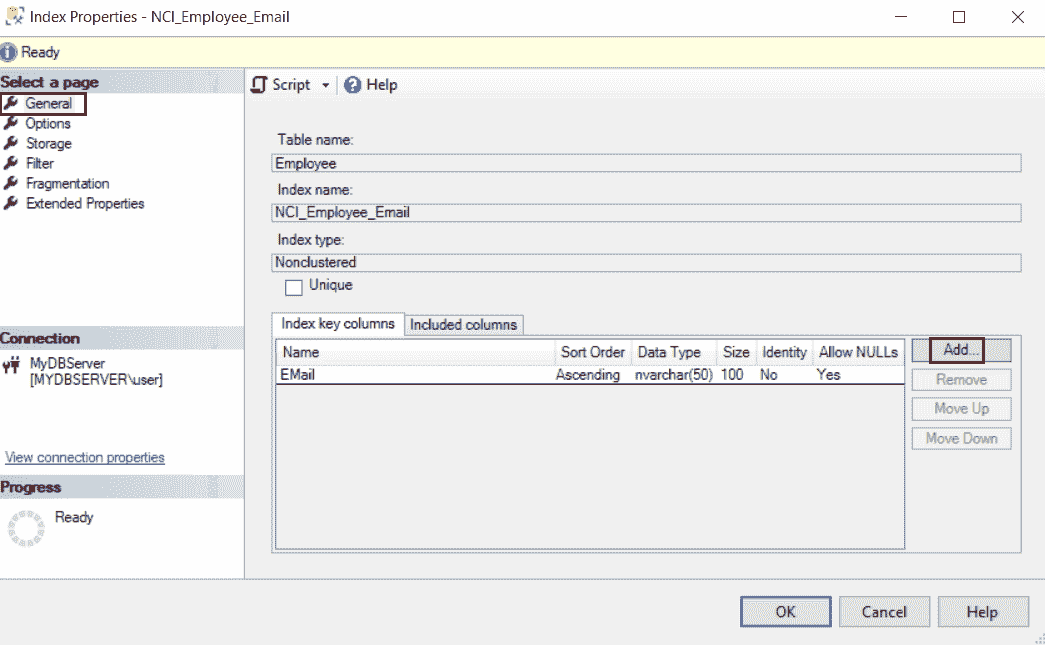 Index Properties - NCI_Employee_Email
Ready
Select a page
General
Options
Storage
Filter
Fragmentation
Extended Properties
Connection
MyDBServer
[MYDBSERVER\user]
View connection properties
Progress
Ready
Script Help
Table name:
Employee
Index name:
NCI_Employee_Email
Index type:
Nonclustered
Unique
Index key columns Included columns
Name Sort Order Data Type Size Identity Allow NULLs
EMail Ascending nvarchar(50) 100 No Yes
Add...
Remove
Move Up
Move Down
OK Cancel Help